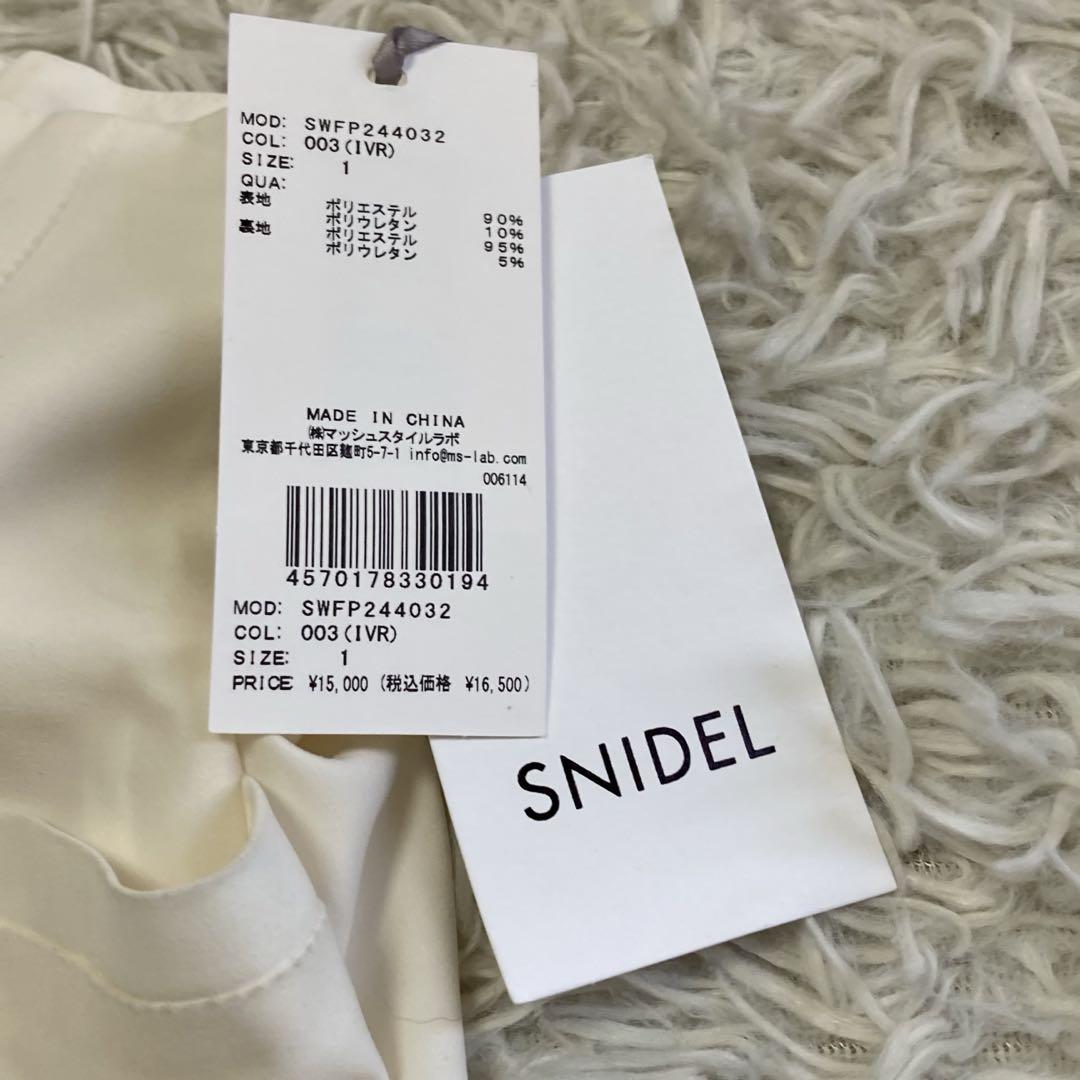 MOD: SWFP244032
COL: 003(IVR)
SIZE: 1
QUA:
表地 ポリエステル 90%
ポリウレタン 10%
裏地 ポリエステル 95%
ポリウレタン 5%
MADE IN CHINA
㈱マッシュスタイルラボ
東京都千代田区麹町5-7-1 info@ms-lab.com
006114
4570178330194
MOD: SWFP244032
COL: 003(IVR)
SIZE: 1
PRICE ¥15,000 (税込価格 ¥16,500)
SNIDEL